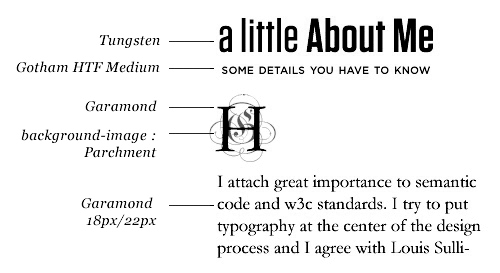 Tungsten
a little About Me
Gotham HTF Medium
SOME DETAILS YOU HAVE TO KNOW
Garamond
H
background-image :
Parchment
Garamond
18px/22px
I attach great importance to semantic
code and w3c standards. I try to put
typography at the center of the design
process and I agree with Louis Sulli-